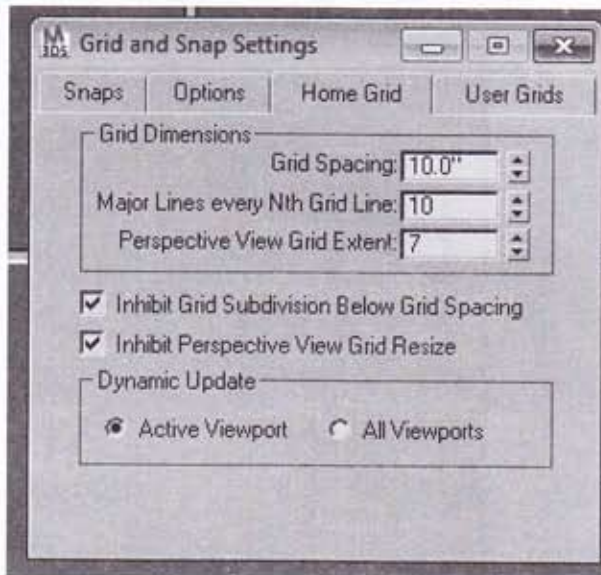 M
3DS
Grid and Snap Settings
Snaps Options Home Grid User Grids
Grid Dimensions
Grid Spacing: 10.0"
Major Lines every Nth Grid Line: 10
Perspective View Grid Extent: 7
Inhibit Grid Subdivision Below Grid Spacing
Inhibit Perspective View Grid Resize
Dynamic Update
Active Viewport All Viewports